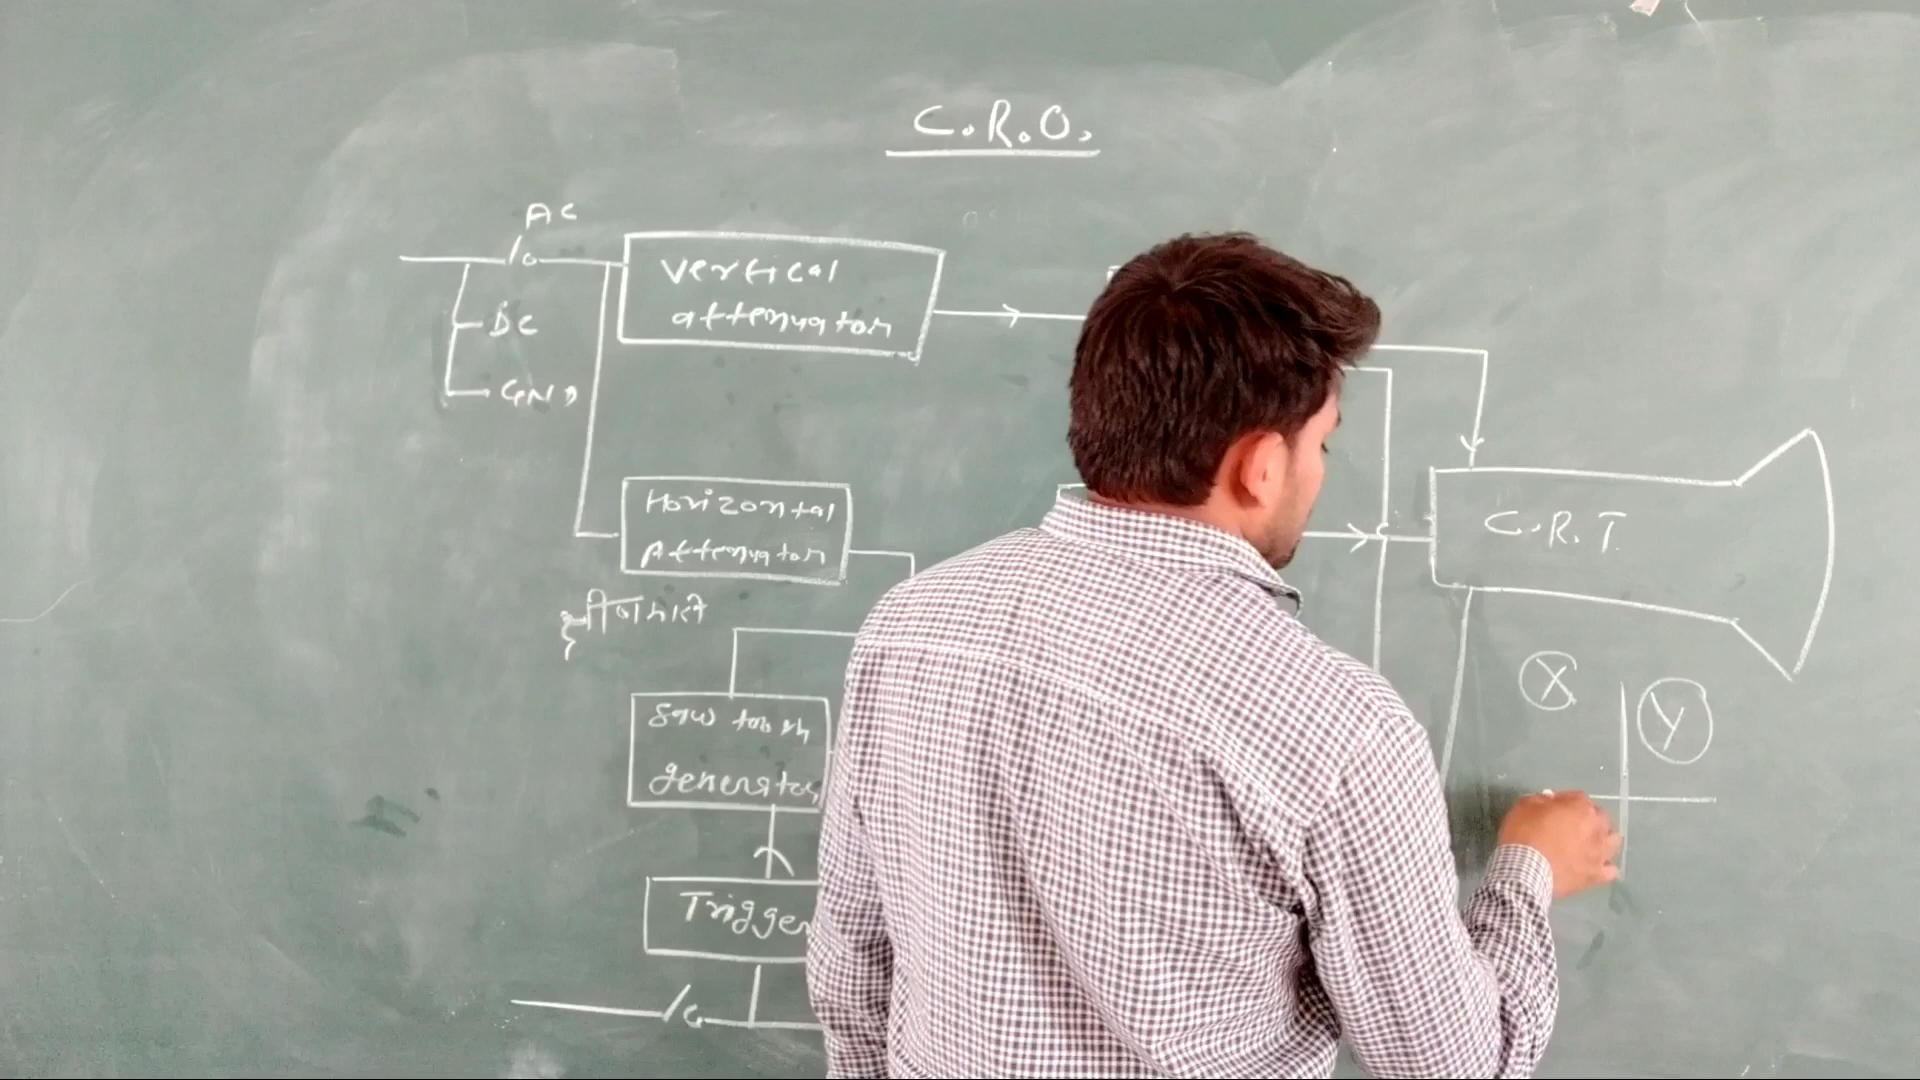 C.R.O.
AC
Vertical
attenuator
DC
GND
Horizontal
Attenuator
C.R.T.
X
Y
Saw tooth
generator
Trigger